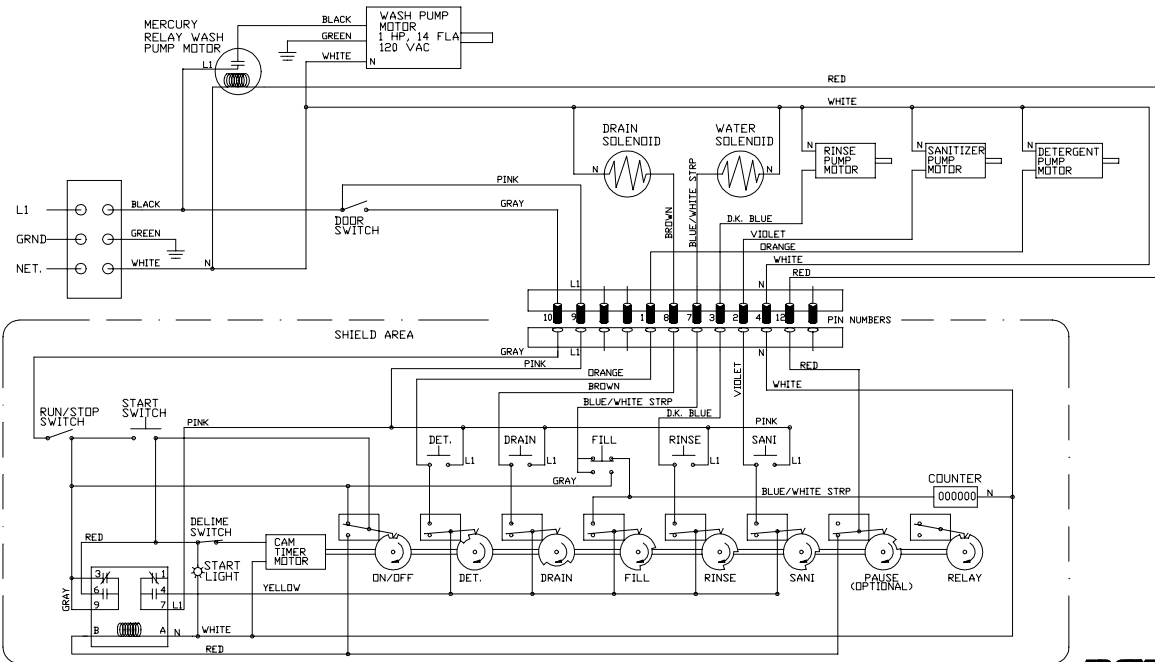 MERCURY
RELAY WASH
PUMP MOTOR
L1
BLACK
GREEN
WHITE
WASH PUMP
MOTOR
1 HP, 14 FLA
120 VAC
N
RED
WHITE
DRAIN
SOLENOID
N
WATER
SOLENOID
N
N
RINSE
PUMP
MOTOR
N
SANITIZER
PUMP
MOTOR
N
DETERGENT
PUMP
MOTOR
L1
GRND
NET.
BLACK
GREEN
WHITE
N
DOOR
SWITCH
PINK
GRAY
BROWN
BLUE/WHITE STRP
D.K. BLUE
VIOLET
ORANGE
WHITE
RED
L1
N
10 9 1 8 7 3 2 4 12
PIN NUMBERS
SHIELD AREA
GRAY
L1
PINK
ORANGE
BROWN
BLUE/WHITE STRP
D.K. BLUE
VIOLET
N
RED
WHITE
RUN/STOP
SWITCH
START
SWITCH
PINK
DET.
L1
DRAIN
L1
FILL
RINSE
L1
SANI
L1
PINK
GRAY
BLUE/WHITE STRP
COUNTER
000000
N
DELIME
SWITCH
RED
START
LIGHT
CAM
TIMER
MOTOR
ON/OFF
DET.
DRAIN
FILL
RINSE
SANI
PAUSE
(OPTIONAL)
RELAY
GRAY
3 1
6 4
9 7
L1
YELLOW
B A
N
WHITE
RED